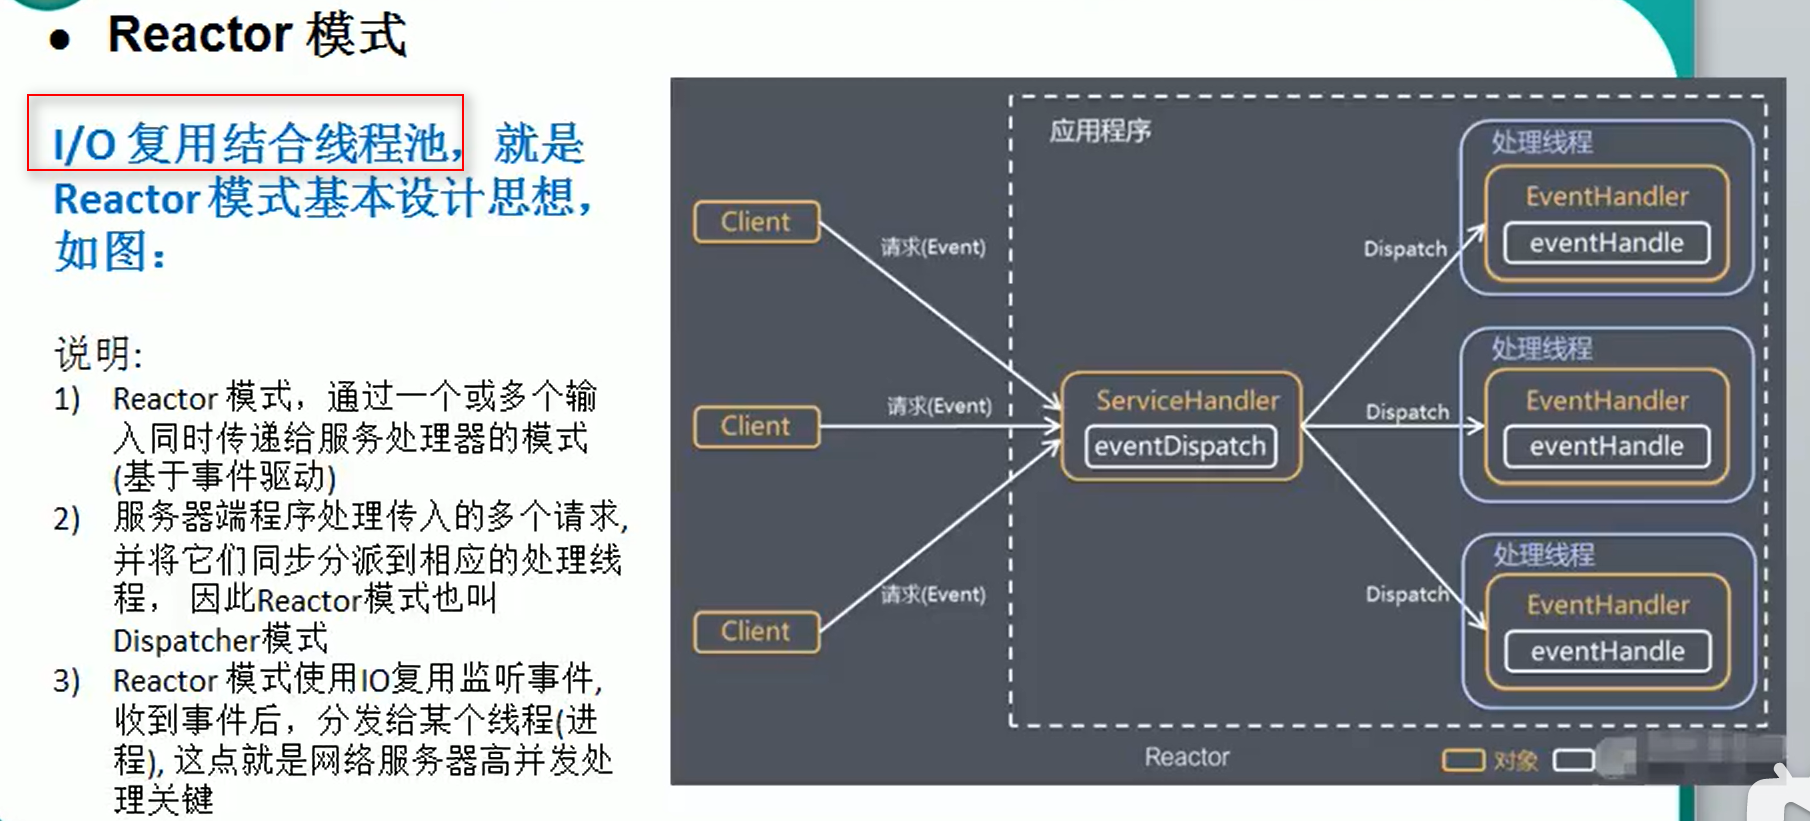 ● Reactor 模式
I/O 复用结合线程池，就是
Reactor 模式基本设计思想，
如图：
说明:
1) Reactor 模式，通过一个或多个输
入同时传递给服务处理器的模式
(基于事件驱动)
2) 服务器端程序处理传入的多个请求,
并将它们同步分派到相应的处理线
程， 因此Reactor模式也叫
Dispatcher模式
3) Reactor 模式使用IO复用监听事件,
收到事件后，分发给某个线程(进
程), 这点就是网络服务器高并发处
理关键
应用程序
Client
请求(Event)
Client
请求(Event)
Client
请求(Event)
ServiceHandler
eventDispatch
Dispatch
Dispatch
Dispatch
处理线程
EventHandler
eventHandle
处理线程
EventHandler
eventHandle
处理线程
EventHandler
eventHandle
Reactor
对象